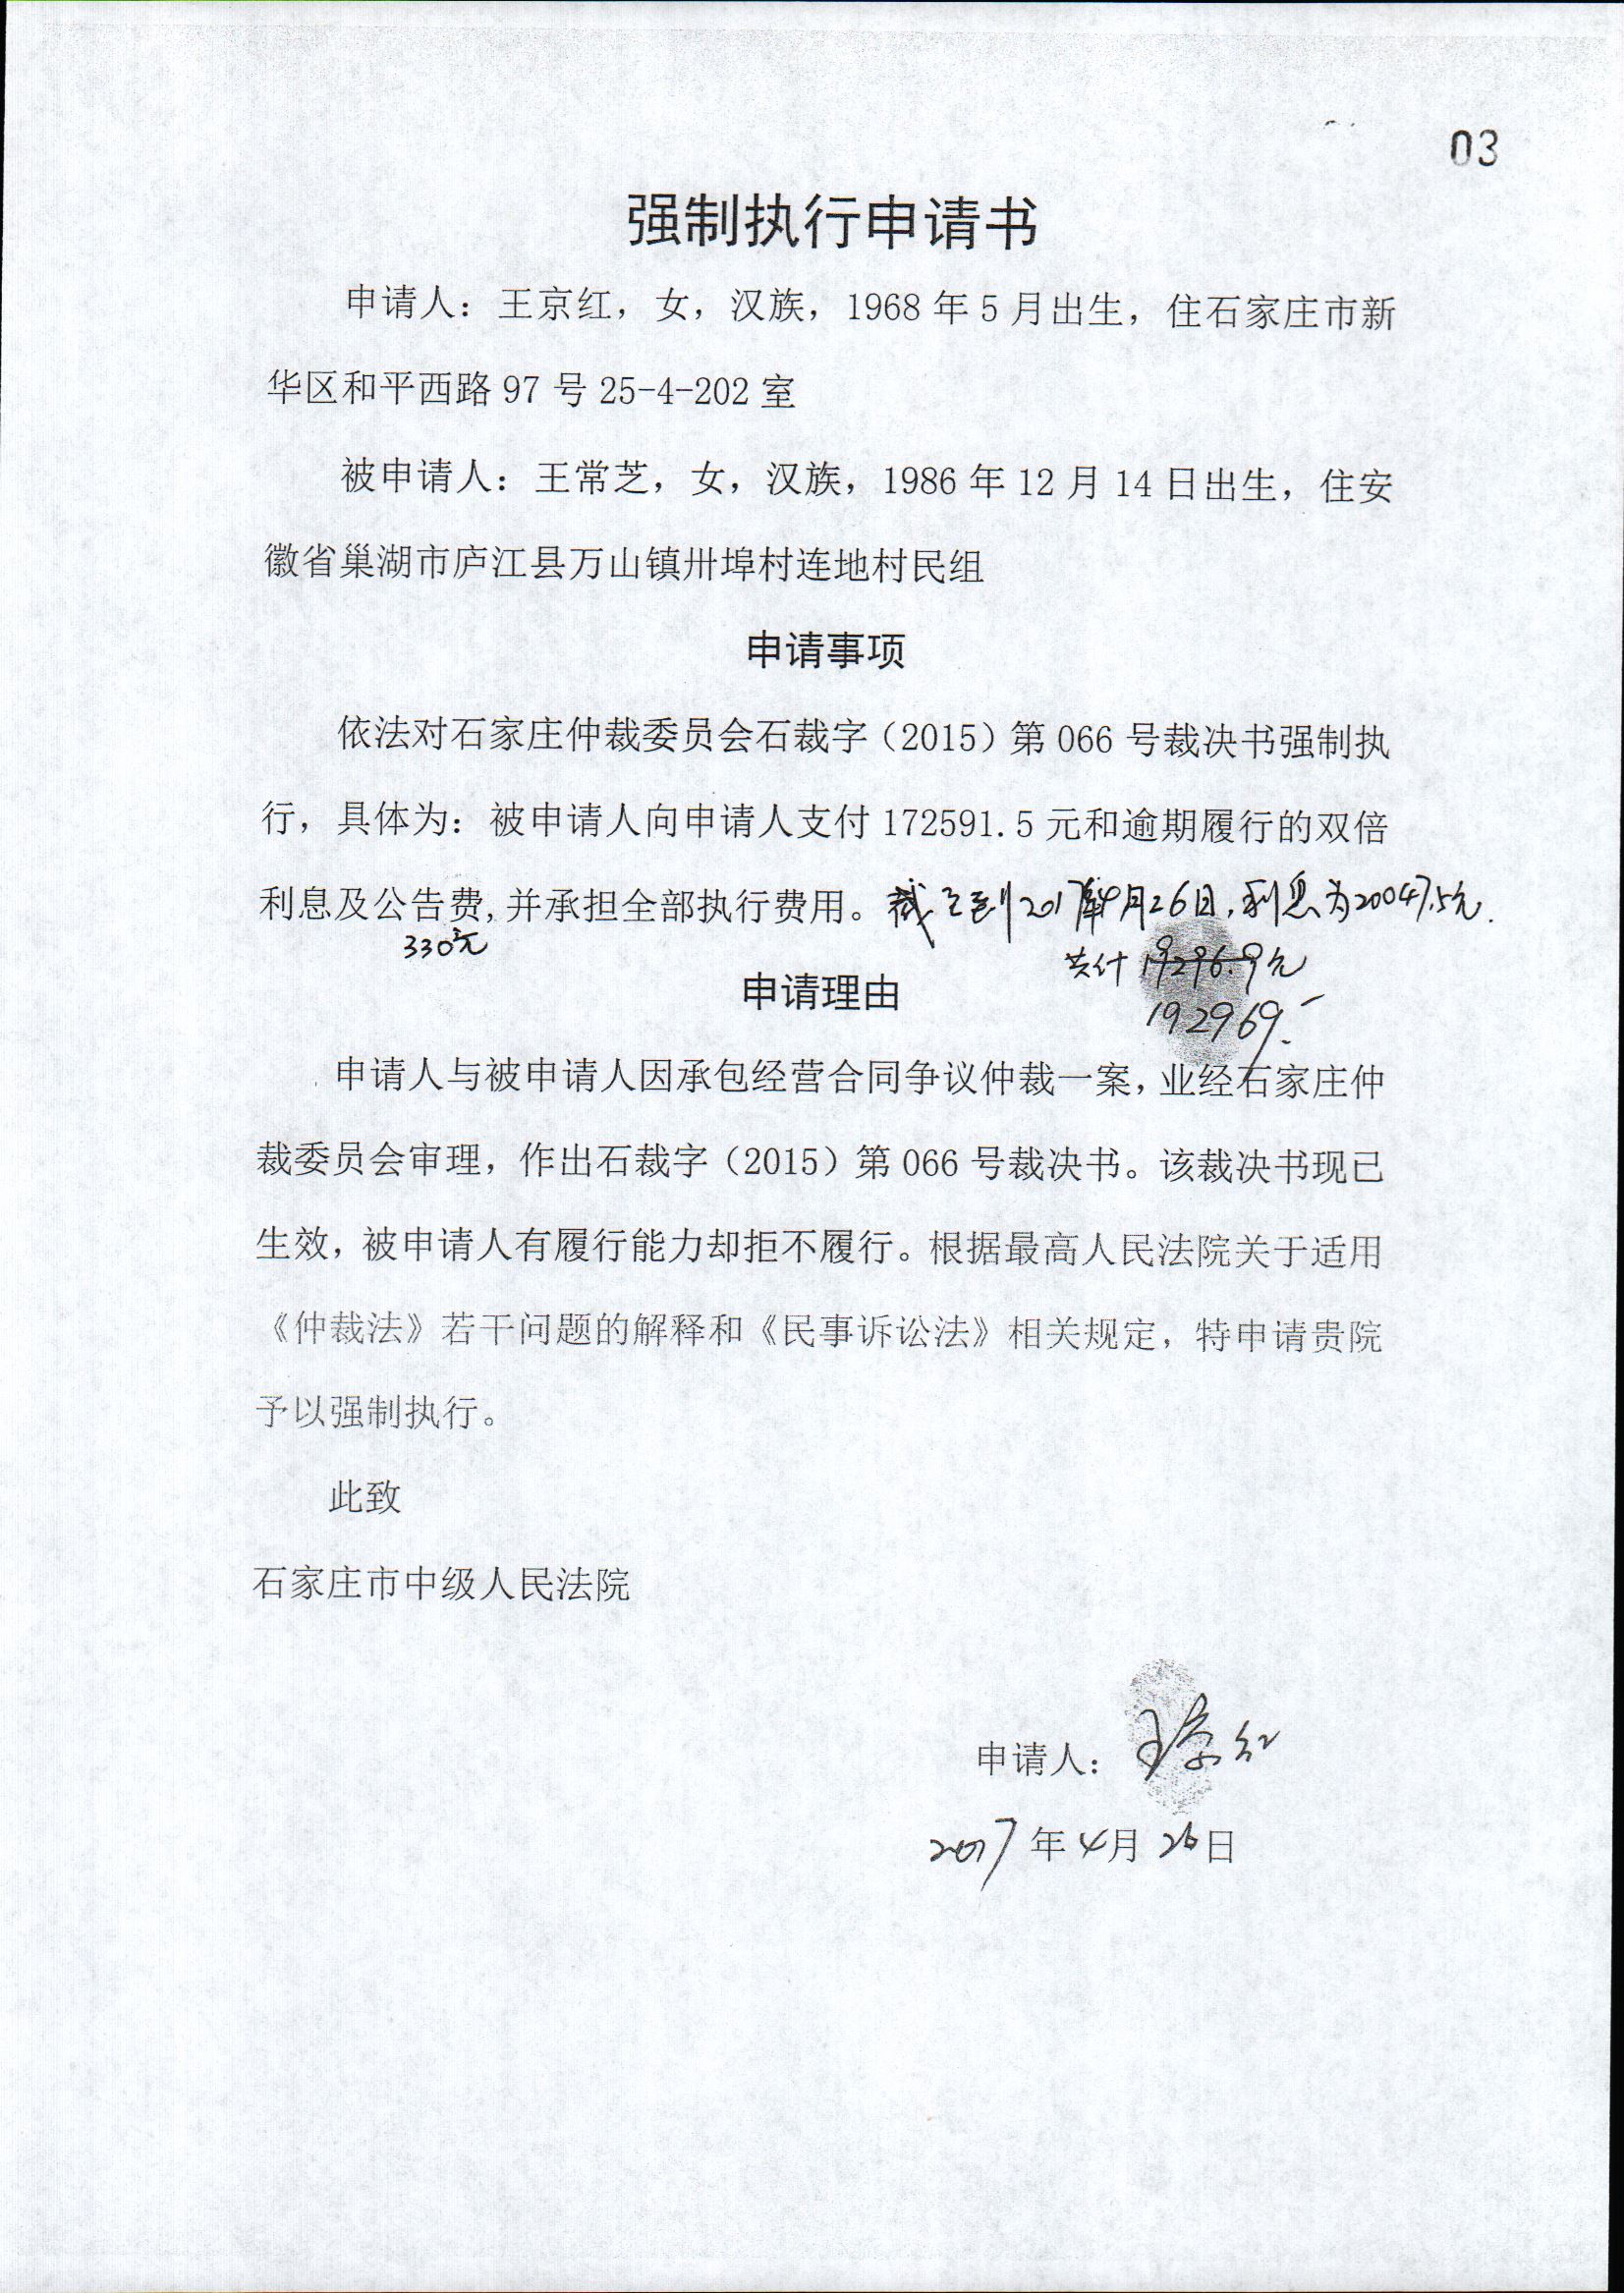 03
强制执行申请书
申请人：王京红，女，汉族，1968 年 5 月出生，住石家庄市新
华区和平西路 97 号 25-4-202 室
被申请人：王常芝，女，汉族，1986 年 12 月 14 日出生，住安
徽省巢湖市庐江县万山镇卅埠村连地村民组
申请事项
依法对石家庄仲裁委员会石裁字（2015）第 066 号裁决书强制执
行，具体为：被申请人向申请人支付 172591.5 元和逾期履行的双倍
利息及公告费，并承担全部执行费用。截之到2017年4月26日，利息为20047.5元.
330元
共计 19296.9元
192969.
申请理由
申请人与被申请人因承包经营合同争议仲裁一案，业经石家庄仲
裁委员会审理，作出石裁字（2015）第 066 号裁决书。该裁决书现已
生效，被申请人有履行能力却拒不履行。根据最高人民法院关于适用
《仲裁法》若干问题的解释和《民事诉讼法》相关规定，特申请贵院
予以强制执行。
此致
石家庄市中级人民法院
申请人：王京红
2017 年 4 月 26 日